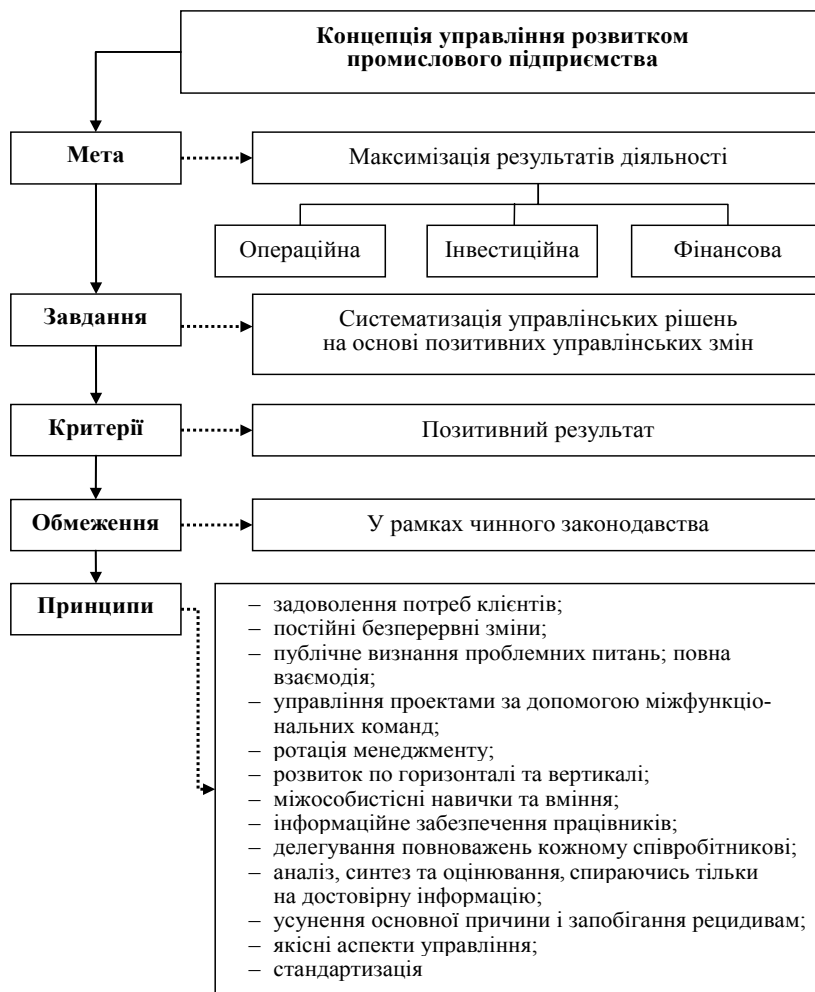 Концепція управління розвитком
промислового підприємства
Мета
Максимізація результатів діяльності
Операційна
Інвестиційна
Фінансова
Завдання
Систематизація управлінських рішень
на основі позитивних управлінських змін
Критерії
Позитивний результат
Обмеження
У рамках чинного законодавства
Принципи
– задоволення потреб клієнтів;
– постійні безперервні зміни;
– публічне визнання проблемних питань; повна
взаємодія;
– управління проектами за допомогою міжфункціо-
нальних команд;
– ротація менеджменту;
– розвиток по горизонталі та вертикалі;
– міжособистісні навички та вміння;
– інформаційне забезпечення працівників;
– делегування повноважень кожному співробітникові;
– аналіз, синтез та оцінювання, спираючись тільки
на достовірну інформацію;
– усунення основної причини і запобігання рецидивам;
– якісні аспекти управління;
– стандартизація